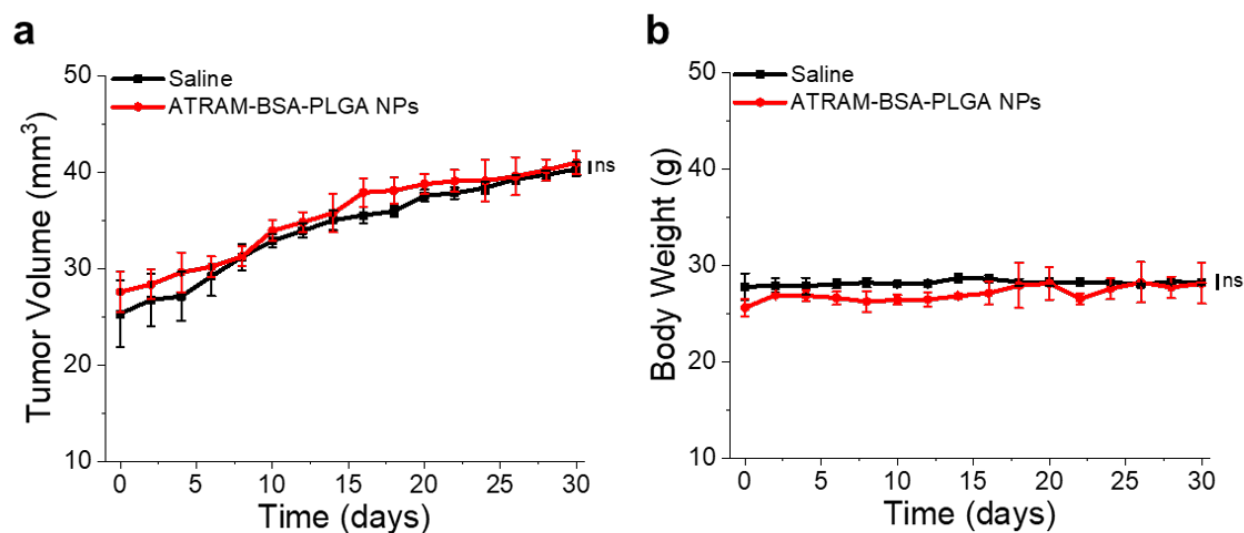 a
Saline
ATRAM-BSA-PLGA NPs
Tumor Volume (mm³)
50
40
30
20
10
ns
0 5 10 15 20 25 30
Time (days)
b
Saline
ATRAM-BSA-PLGA NPs
Body Weight (g)
50
40
30
20
10
ns
0 5 10 15 20 25 30
Time (days)